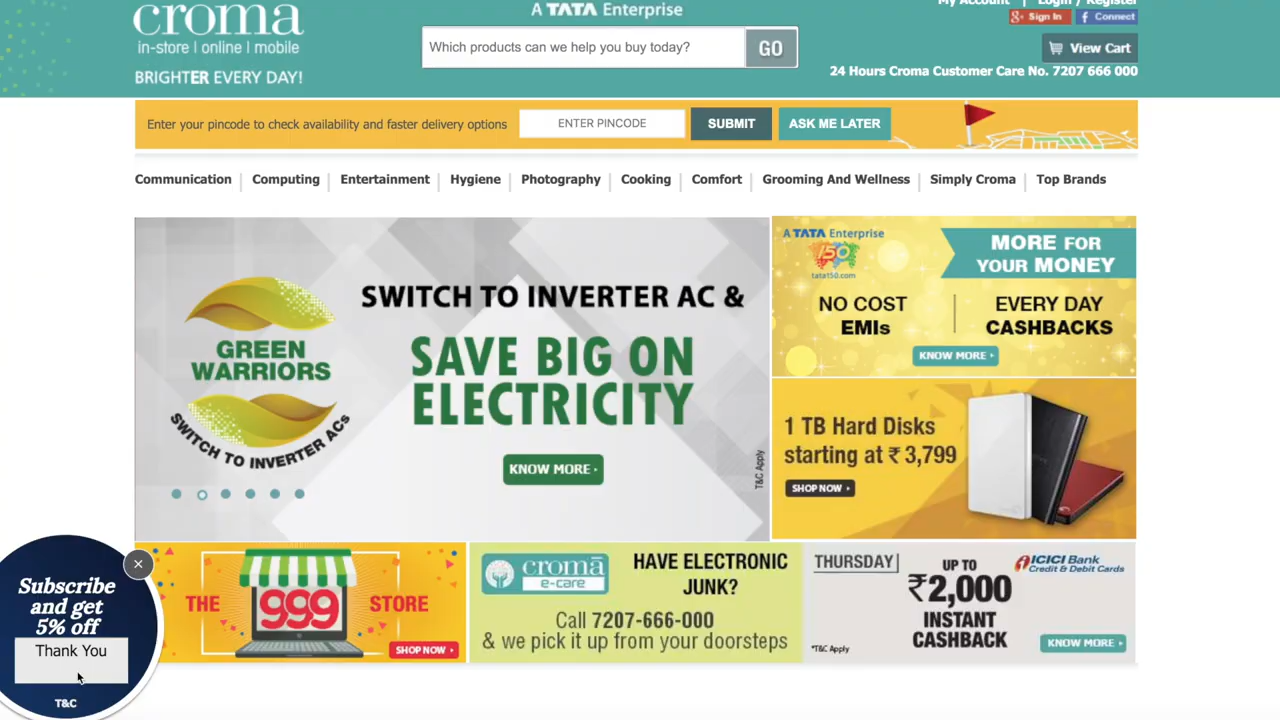 croma
in-store | online | mobile
BRIGHTER EVERY DAY!
A TATA Enterprise
Which products can we help you buy today?
GO
My Account | Login / Register
Sign In
Connect
View Cart
24 Hours Croma Customer Care No. 7207 666 000
Enter your pincode to check availability and faster delivery options
ENTER PINCODE
SUBMIT
ASK ME LATER
Communication
Computing
Entertainment
Hygiene
Photography
Cooking
Comfort
Grooming And Wellness
Simply Croma
Top Brands
GREEN
WARRIORS
SWITCH TO INVERTER ACs
SWITCH TO INVERTER AC &
SAVE BIG ON
ELECTRICITY
KNOW MORE
T&C Apply
A TATA Enterprise
150
tata150.com
MORE FOR
YOUR MONEY
NO COST
EMIs
EVERY DAY
CASHBACKS
KNOW MORE
1 TB Hard Disks
starting at ₹ 3,799
SHOP NOW
Subscribe
and get
5% off
Thank You
T&C
THE
999
STORE
SHOP NOW
croma
e-care
HAVE ELECTRONIC
JUNK?
Call 7207-666-000
& we pick it up from your doorsteps
THURSDAY
*T&C Apply
UP TO
₹2,000
INSTANT
CASHBACK
ICICI Bank
Credit & Debit Cards
KNOW MORE